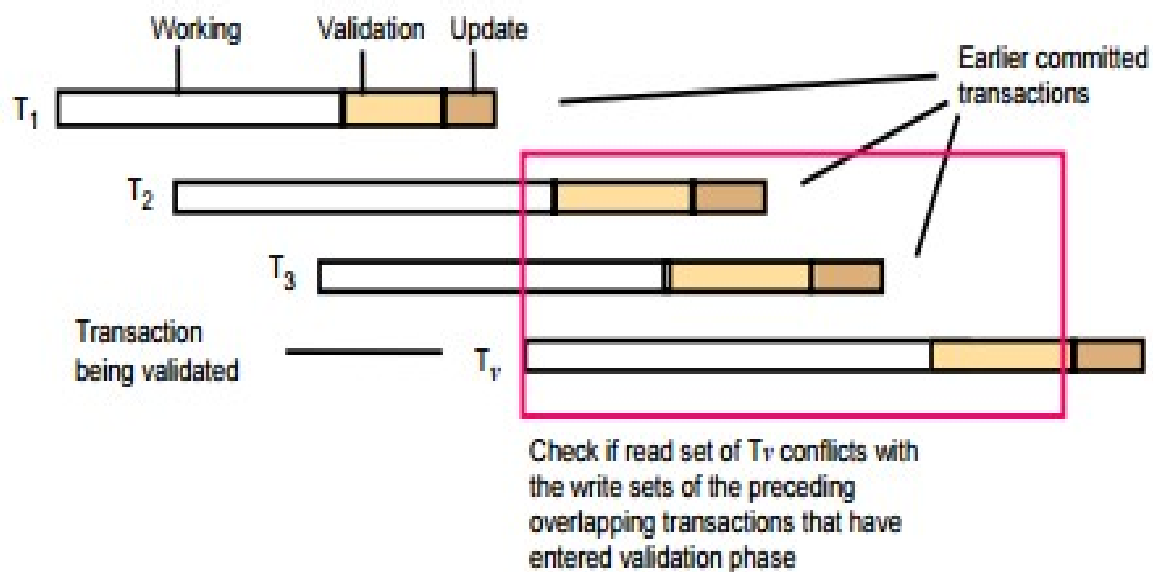 Working Validation Update
Earlier committed
transactions
T1
T2
T3
Transaction
being validated
Tv
Check if read set of Tv conflicts with
the write sets of the preceding
overlapping transactions that have
entered validation phase